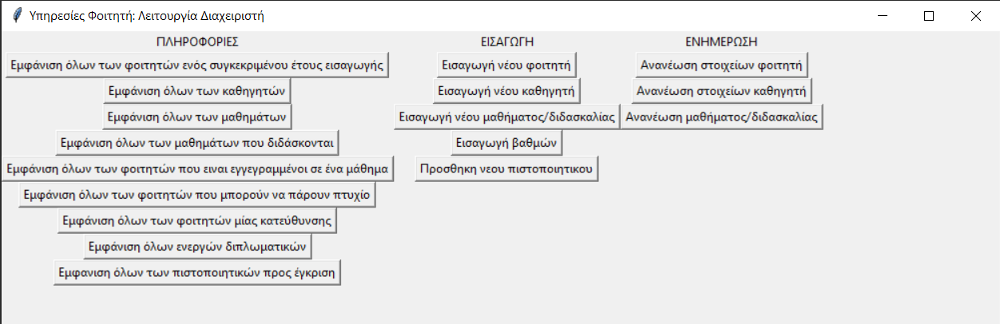 Υπηρεσίες Φοιτητή: Λειτουργία Διαχειριστή
ΠΛΗΡΟΦΟΡΙΕΣ
Εμφάνιση όλων των φοιτητών ενός συγκεκριμένου έτους εισαγωγής
Εμφάνιση όλων των καθηγητών
Εμφάνιση όλων των μαθημάτων
Εμφάνιση όλων των μαθημάτων που διδάσκονται
Εμφάνιση όλων των φοιτητών που ειναι εγγεγραμμένοι σε ένα μάθημα
Εμφάνιση όλων των φοιτητών που μπορούν να πάρουν πτυχίο
Εμφάνιση όλων των φοιτητών μίας κατεύθυνσης
Εμφάνιση όλων ενεργών διπλωματικών
Εμφανιση όλων των πιστοποιητικών προς έγκριση
ΕΙΣΑΓΩΓΗ
Εισαγωγή νέου φοιτητή
Εισαγωγή νέου καθηγητή
Εισαγωγή νέου μαθήματος/διδασκαλίας
Εισαγωγή βαθμών
Προσθηκη νεου πιστοποιητικου
ΕΝΗΜΕΡΩΣΗ
Ανανέωση στοιχείων φοιτητή
Ανανέωση στοιχείων καθηγητή
Ανανέωση μαθήματος/διδασκαλίας